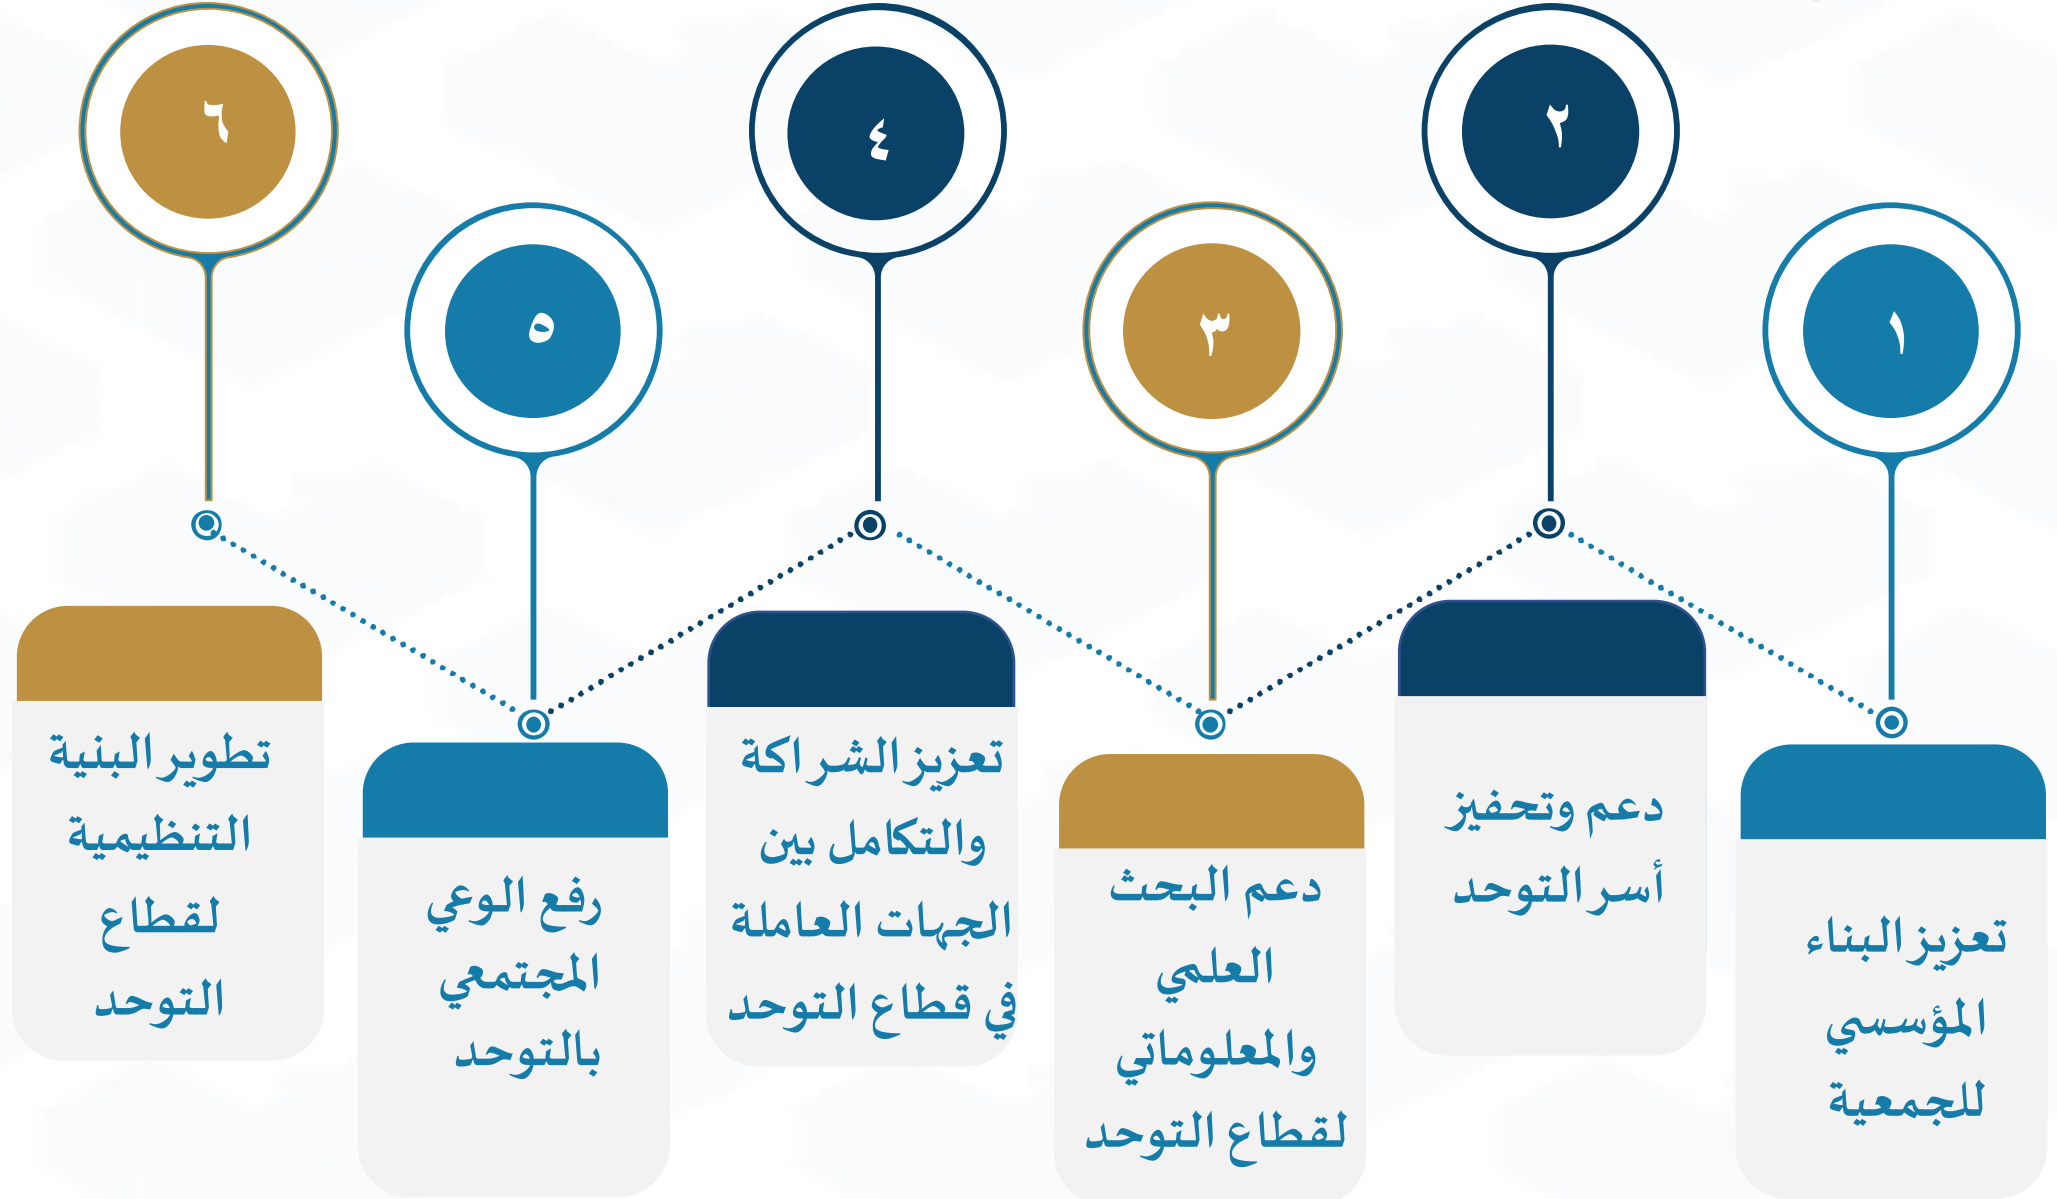 ١
تعزيز البناء
المؤسسي
للجمعية
٢
دعم وتحفيز
أسر التوحد
٣
دعم البحث
العلمي
والمعلوماتي
لقطاع التوحد
٤
تعزيز الشراكة
والتكامل بين
الجهات العاملة
في قطاع التوحد
٥
رفع الوعي
المجتمعي
بالتوحد
٦
تطوير البنية
التنظيمية
لقطاع
التوحد